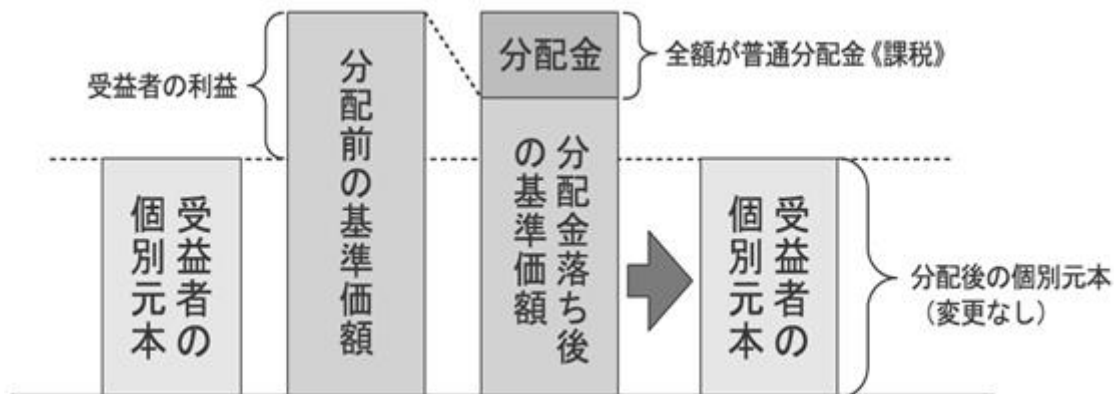 受益者の利益
受益者の
個別元本
分配前の基準価額
分配金
全額が普通分配金《課税》
分配金落ち後
の基準価額
受益者の
個別元本
分配後の個別元本
(変更なし)